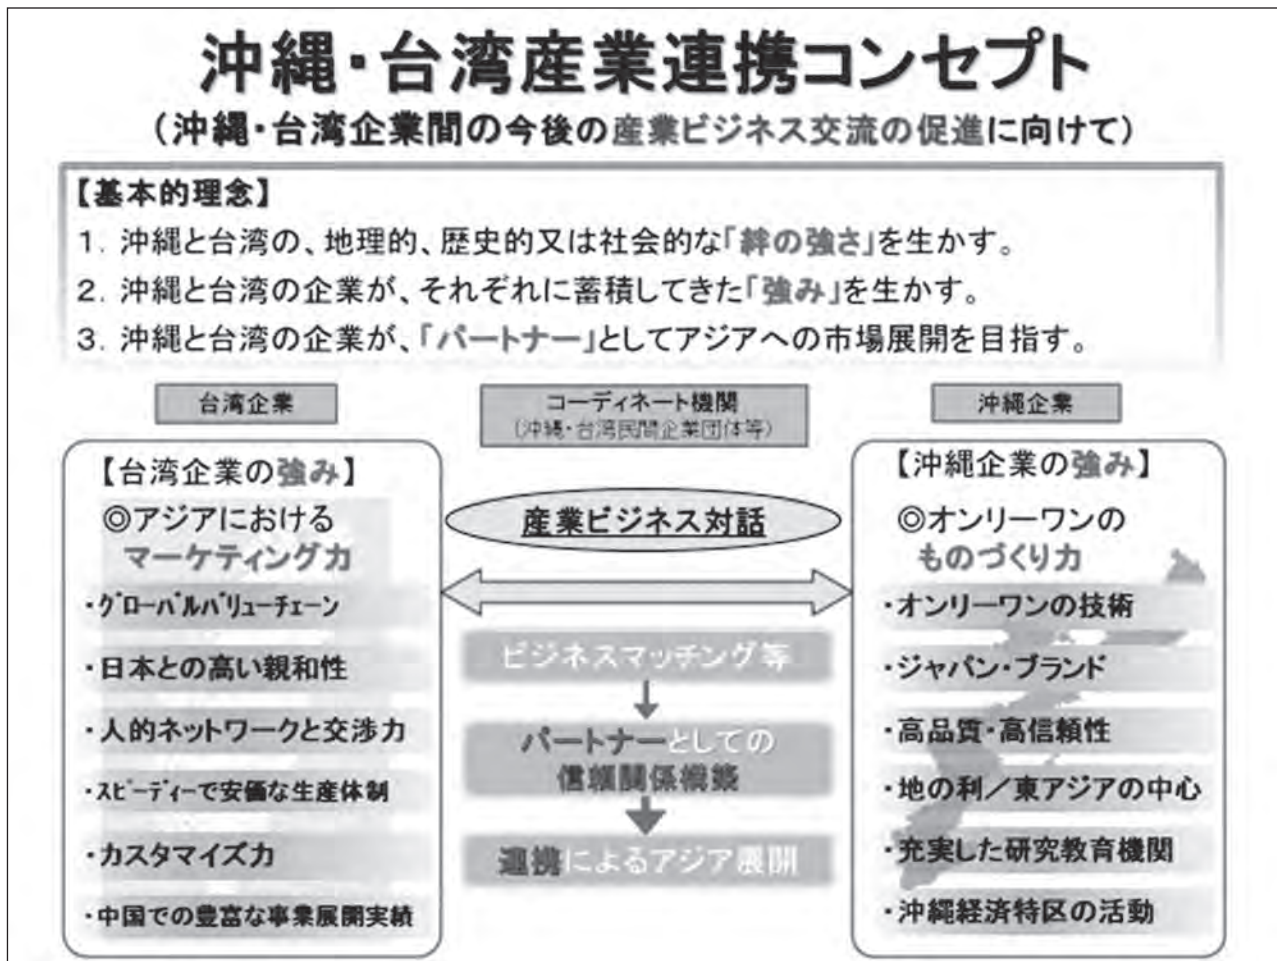 沖縄・台湾産業連携コンセプト
(沖縄・台湾企業間の今後の産業ビジネス交流の促進に向けて)
【基本的理念】
1. 沖縄と台湾の、地理的、歴史的又は社会的な「絆の強さ」を生かす。
2. 沖縄と台湾の企業が、それぞれに蓄積してきた「強み」を生かす。
3. 沖縄と台湾の企業が、「パートナー」としてアジアへの市場展開を目指す。
台湾企業
【台湾企業の強み】
◎アジアにおける
マーケティング力
・グローバルバリューチェーン
・日本との高い親和性
・人的ネットワークと交渉力
・スピーディーで安価な生産体制
・カスタマイズ力
・中国での豊富な事業展開実績
コーディネート機関
(沖縄・台湾民間企業団体等)
産業ビジネス対話
ビジネスマッチング等
パートナーとしての
信頼関係構築
連携によるアジア展開
沖縄企業
【沖縄企業の強み】
◎オンリーワンの
ものづくり力
・オンリーワンの技術
・ジャパン・ブランド
・高品質・高信頼性
・地の利／東アジアの中心
・充実した研究教育機関
・沖縄経済特区の活動